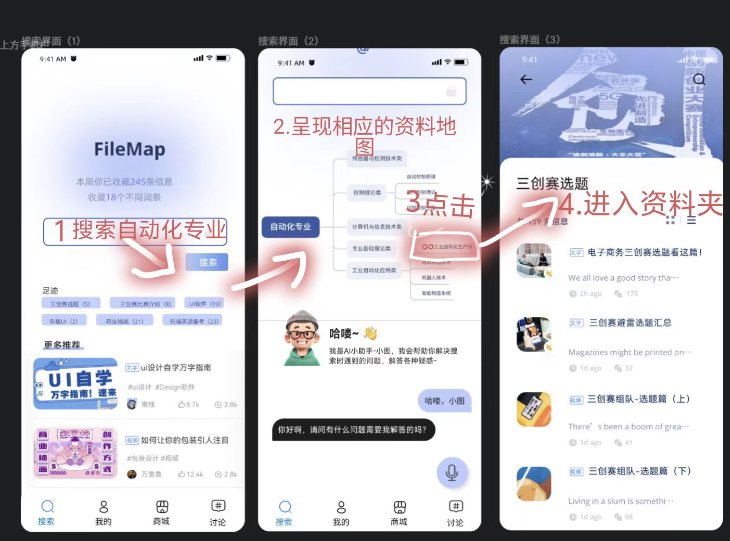 搜索界面（1）
9:41 AM
FileMap
本周你已收藏245条信息
收藏18个不同词条
1 搜索自动化专业
搜索
足迹
三创赛选题（5）
三创赛比赛介绍（8）
UI软件（10）
车载UI（2）
商业插画（21）
托福英语备考（23）
更多推荐
UI自学
万字指南！速来
文字 ui设计自学万字指南
#ui设计 #Design软件
南烛 9.7k 2.8k
视频 如何让你的包装引人注目
#包装设计 #视频
万鱼鱼 12.4k 2.8k
搜索
我的
商城
讨论
搜索界面（2）
9:41 AM
@
2.呈现相应的资料地
图
传感器与检测技术类
自动控制原理
控制理论类
自动化专业
计算机与信息技术类
专业基础理论类
工业自动化应用类
工业自动化生产线
机器人技术
智能制造系统
3点击
哈喽~
我是AI小助手-小图，我会帮助你解决搜
索时遇到的问题，解答各种疑惑~
哈喽，小图
你好啊，请问有什么问题需要我解答的吗？
搜索
我的
商城
讨论
搜索界面（3）
9:41
三创赛选题
4.进入资料夹
159
信息
文字 电子商务三创赛选题看这篇！
We all love a good story tha…
2h ago 175
文字 三创赛避雷选题汇总
Magazines might be printed on…
1d ago 32
视频 三创赛组队-选题篇（上）
There's been a boom of grea…
1d ago 41
视频 三创赛组队-选题篇（下）
Living in a slum is somethi…
1d ago 68